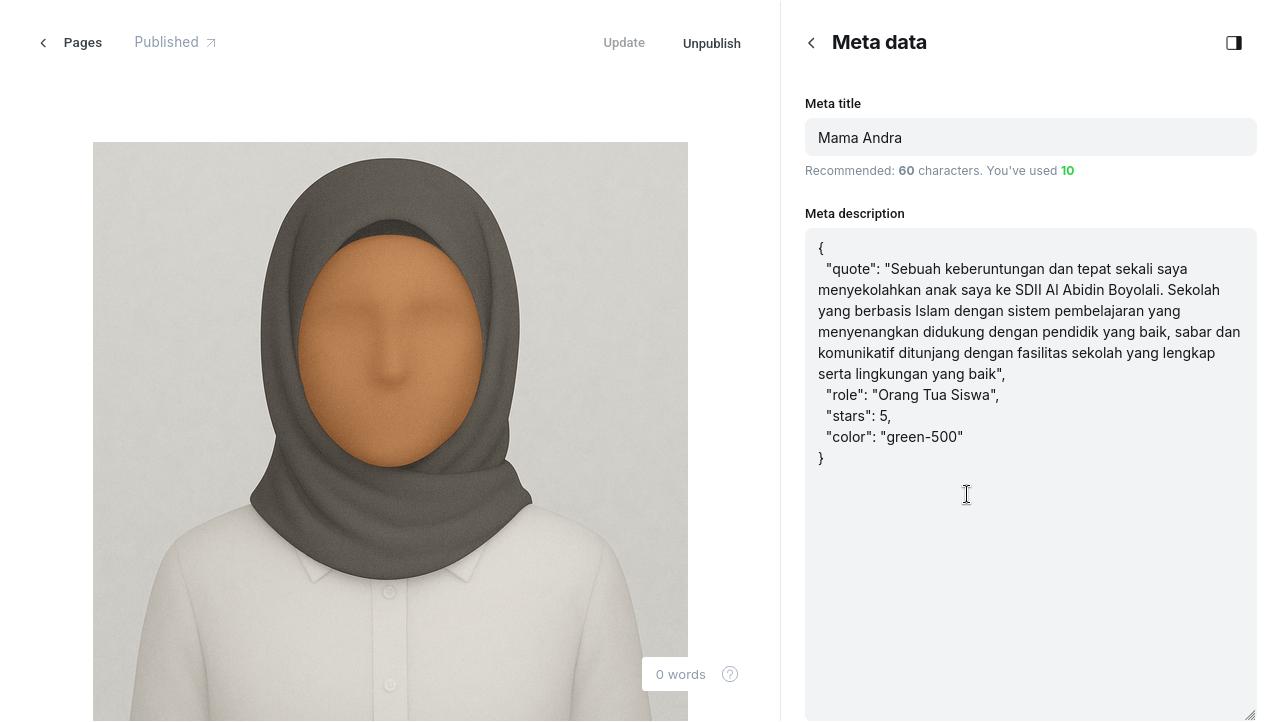 Pages Published Update Unpublish
Meta data
Meta title
Mama Andra
Recommended: 60 characters. You've used 10
Meta description
{
"quote": "Sebuah keberuntungan dan tepat sekali saya
menyekolahkan anak saya ke SDII Al Abidin Boyolali. Sekolah
yang berbasis Islam dengan sistem pembelajaran yang
menyenangkan didukung dengan pendidik yang baik, sabar dan
komunikatif ditunjang dengan fasilitas sekolah yang lengkap
serta lingkungan yang baik",
"role": "Orang Tua Siswa",
"stars": 5,
"color": "green-500"
}
0 words ?